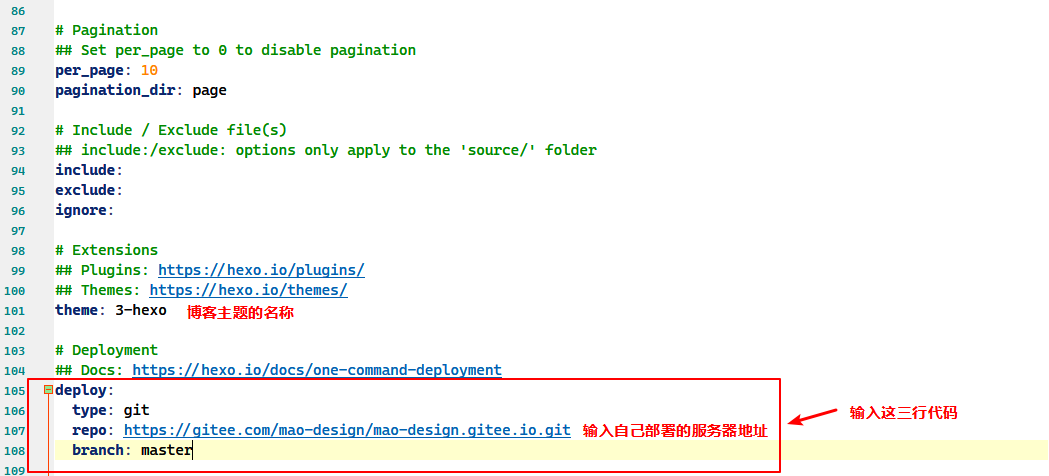 86
87 # Pagination
88 ## Set per_page to 0 to disable pagination
89 per_page: 10
90 pagination_dir: page
91
92 # Include / Exclude file(s)
93 ## include:/exclude: options only apply to the 'source/' folder
94 include:
95 exclude:
96 ignore:
97
98 # Extensions
99 ## Plugins: https://hexo.io/plugins/
100 ## Themes: https://hexo.io/themes/
101 theme: 3-hexo 博客主题的名称
102
103 # Deployment
104 ## Docs: https://hexo.io/docs/one-command-deployment
105 deploy:
106 type: git 输入这三行代码
107 repo: https://gitee.com/mao-design/mao-design.gitee.io.git 输入自己部署的服务器地址
108 branch: master
109